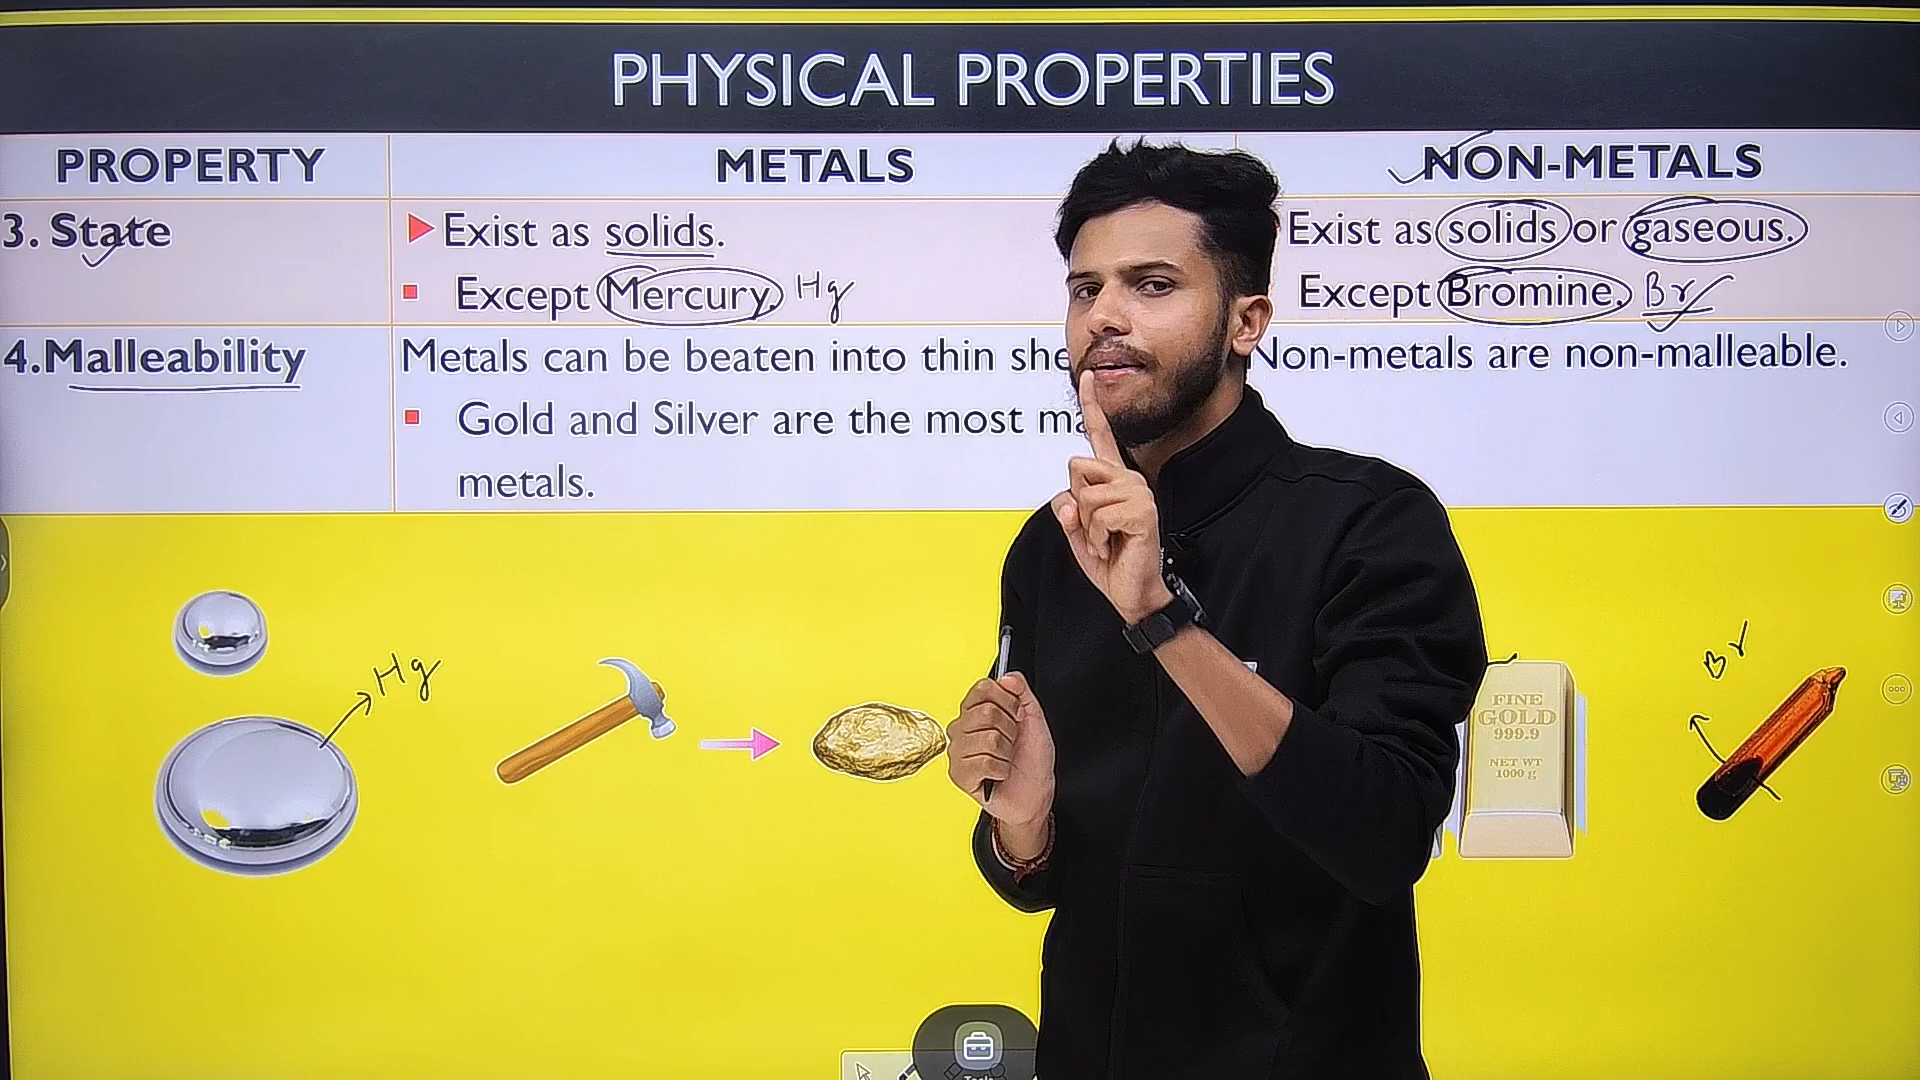 PHYSICAL PROPERTIES
PROPERTY METALS NON-METALS
3. State Exist as solids. Exist as solids or gaseous.
Except Mercury. Hg Except Bromine. Br
4.Malleability Metals can be beaten into thin Non-metals are non-malleable.
Gold and Silver are the most
metals.
Hg
Br
FINE
GOLD
999.9
NET WT
1000 g